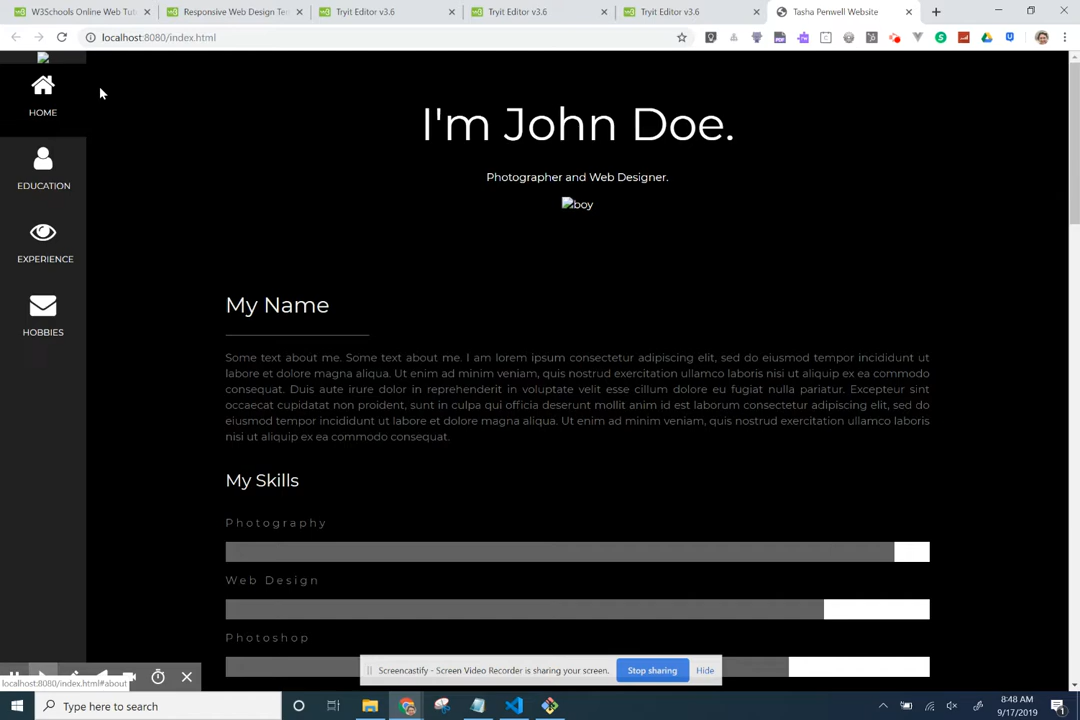 W3Schools Online Web Tut
Responsive Web Design Ter
Tryit Editor v3.6
Tryit Editor v3.6
Tryit Editor v3.6
Tasha Penwell Website
localhost:8080/index.html
HOME
EDUCATION
EXPERIENCE
HOBBIES
I'm John Doe.
Photographer and Web Designer.
boy
My Name
Some text about me. Some text about me. I am lorem ipsum consectetur adipiscing elit, sed do eiusmod tempor incididunt ut
labore et dolore magna aliqua. Ut enim ad minim veniam, quis nostrud exercitation ullamco laboris nisi ut aliquip ex ea commodo
consequat. Duis aute irure dolor in reprehenderit in voluptate velit esse cillum dolore eu fugiat nulla pariatur. Excepteur sint
occaecat cupidatat non proident, sunt in culpa qui officia deserunt mollit anim id est laborum consectetur adipiscing elit, sed do
eiusmod tempor incididunt ut labore et dolore magna aliqua. Ut enim ad minim veniam, quis nostrud exercitation ullamco laboris
nisi ut aliquip ex ea commodo consequat.
My Skills
Photography
Web Design
Photoshop
Screencastify - Screen Video Recorder is sharing your screen.
Stop sharing
Hide
localhost:8080/index.html#about
Type here to search
8:48 AM
9/17/2019